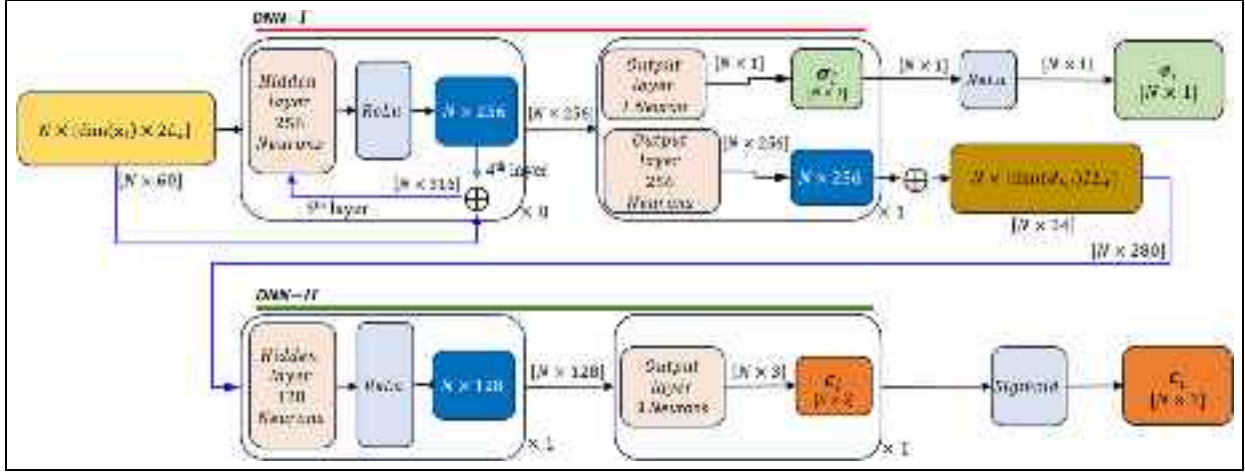 DNN-I
N × [dim(x_i) × 2L_x]
[N × 60]
Hidden
layer
256
Neurons
ReLu
N × 256
4th layer
[N × 316]
5th layer
[N × 256]
Output
layer
1 Neuron
[N × 1]
σ_i
[N × 1]
× 1
Output
layer
256
Neurons
[N × 256]
N × 256
[N × 1]
ReLu
[N × 1]
[N × 1]
[N × 24]
[N × 280]
DNN-II
Hidden
layer
128
Neurons
ReLu
N × 128
× 1
[N × 128]
Output
layer
3 Neurons
[N × 3]
c_i
[N × 3]
× 1
Sigmoid
c_i